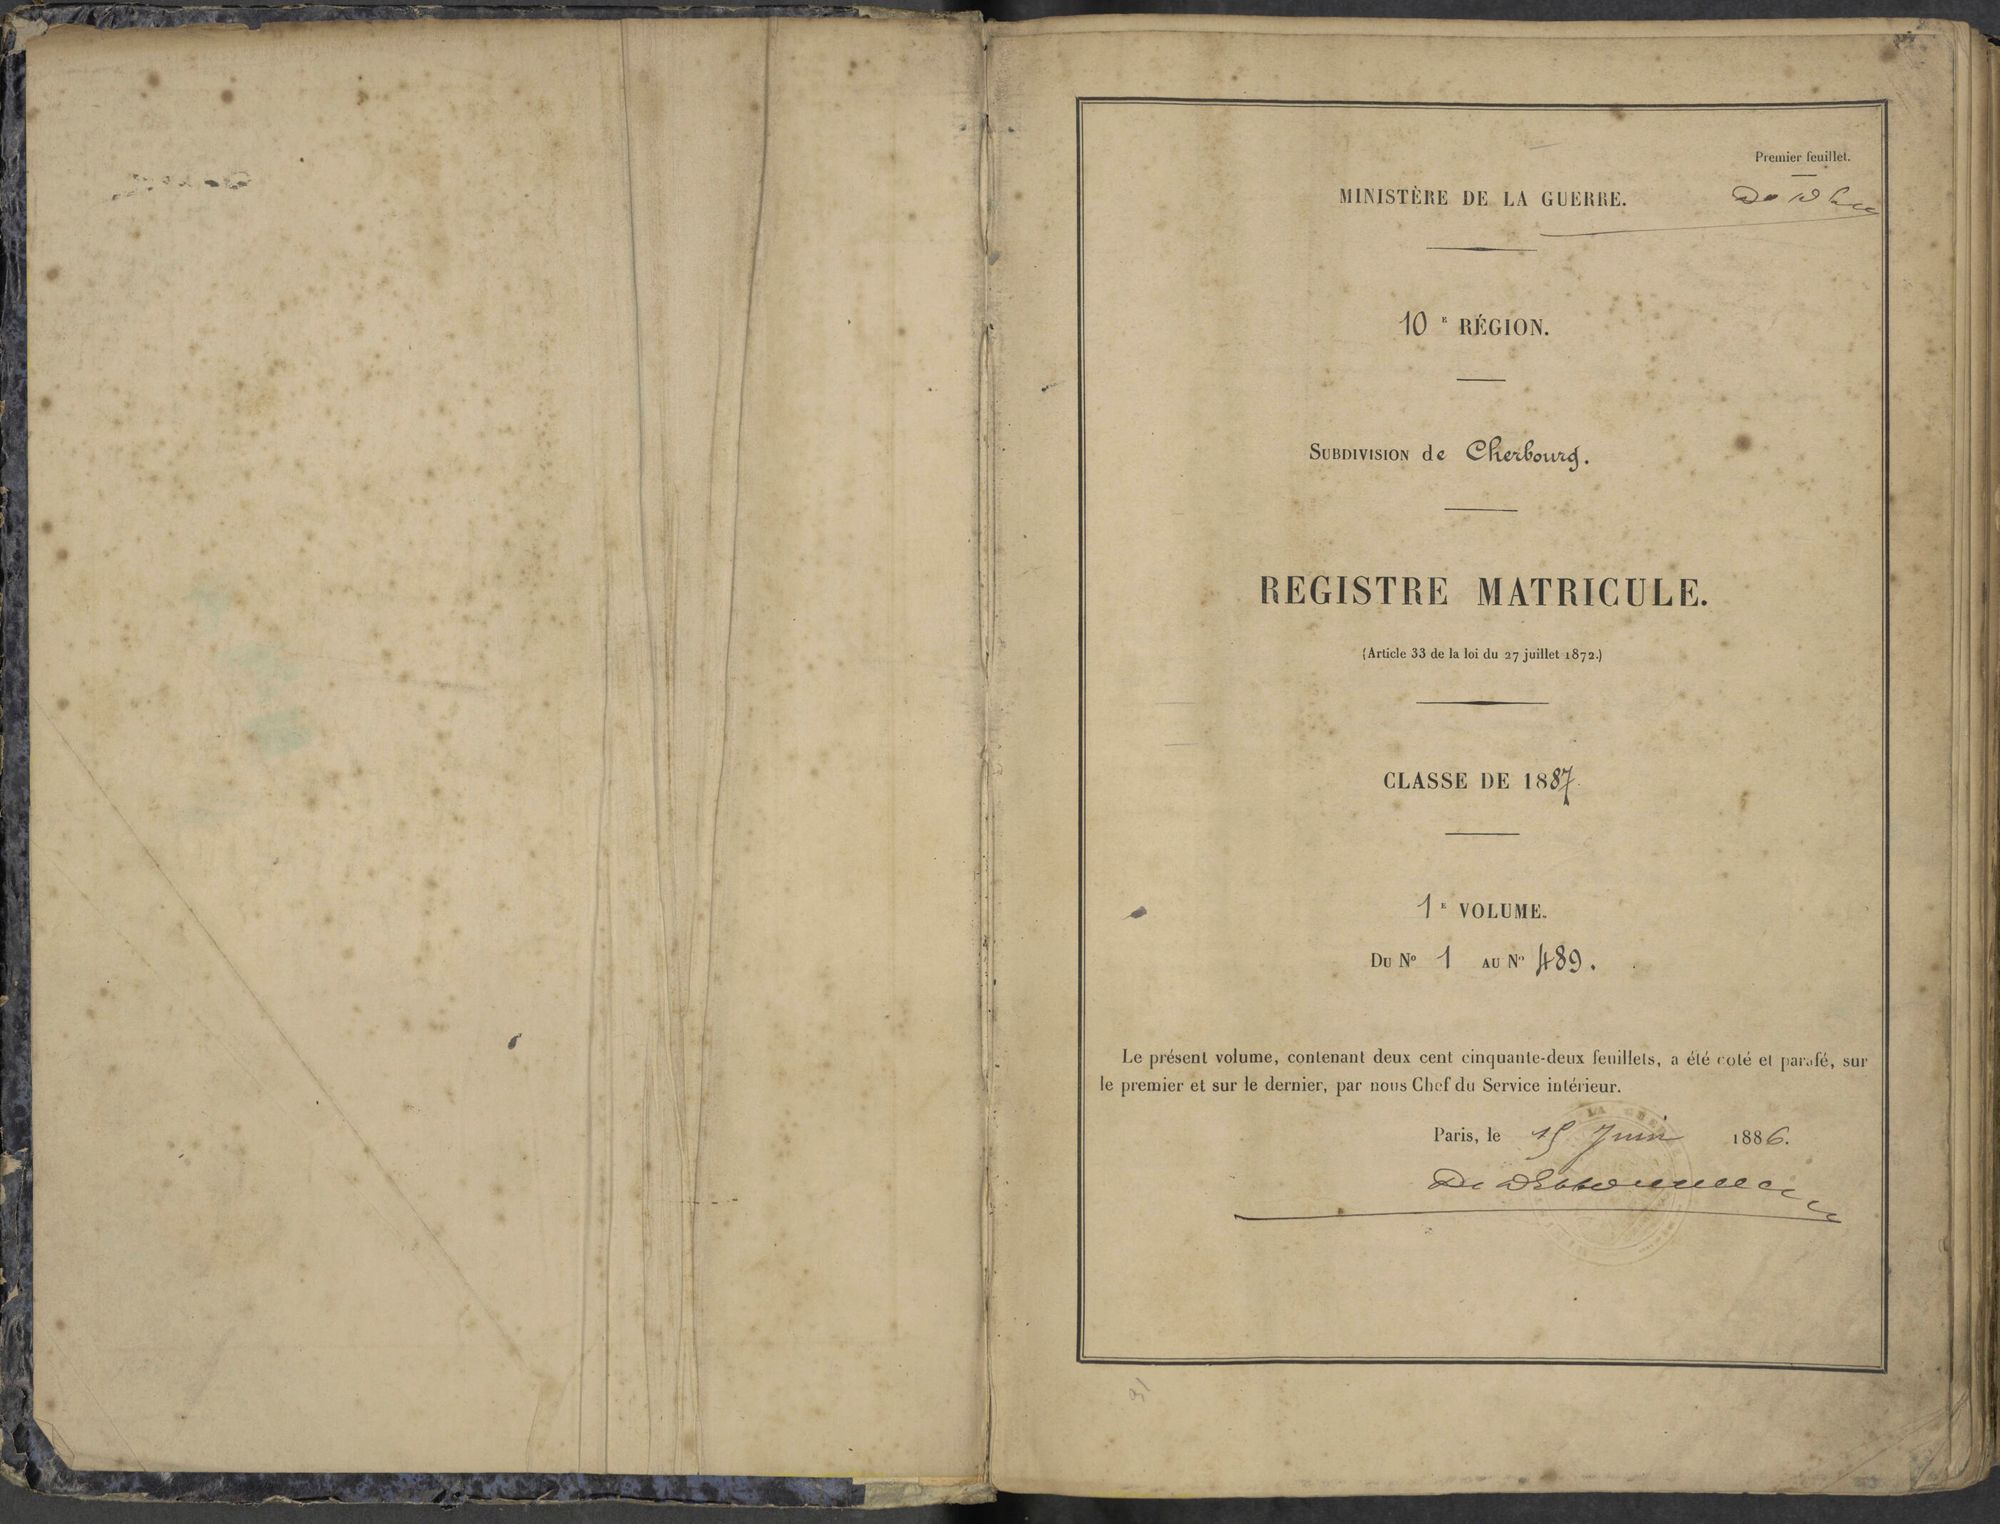 Premier feuillet.
MINISTÈRE DE LA GUERRE.
10E RÉGION.
SUBDIVISION de Cherbourg.
REGISTRE MATRICULE.
(Article 33 de la loi du 27 juillet 1872.)
CLASSE DE 1887.
1E VOLUME.
DU No 1 AU No 489.
Le présent volume, contenant deux cent cinquante-deux feuillets, a été coté et parafé, sur
le premier et sur le dernier, par nous Chef du Service intérieur.
Paris, le 15 Juin 1886.